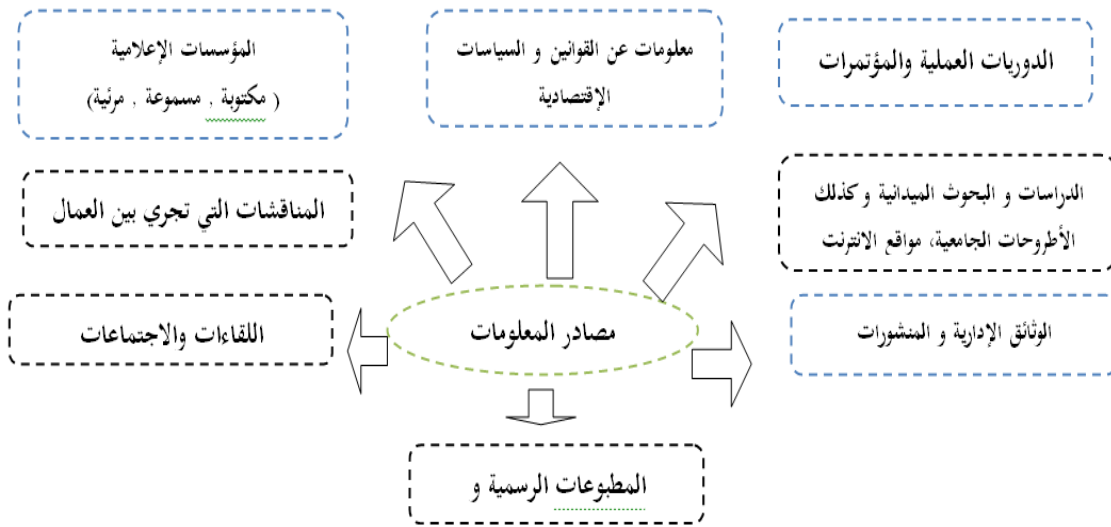 الدوريات العملية والمؤتمرات
معلومات عن القوانين و السياسات
الإقتصادية
المؤسسات الإعلامية
( مكتوبة , مسموعة , مرئية)
الدراسات و البحوث الميدانية وكذلك
الأطروحات الجامعية، مواقع الانترنت
المناقشات التي تجري بين العمال
الوثائق الإدارية و المنشورات
مصادر المعلومات
اللقاءات والاجتماعات
المطبوعات الرسمية و